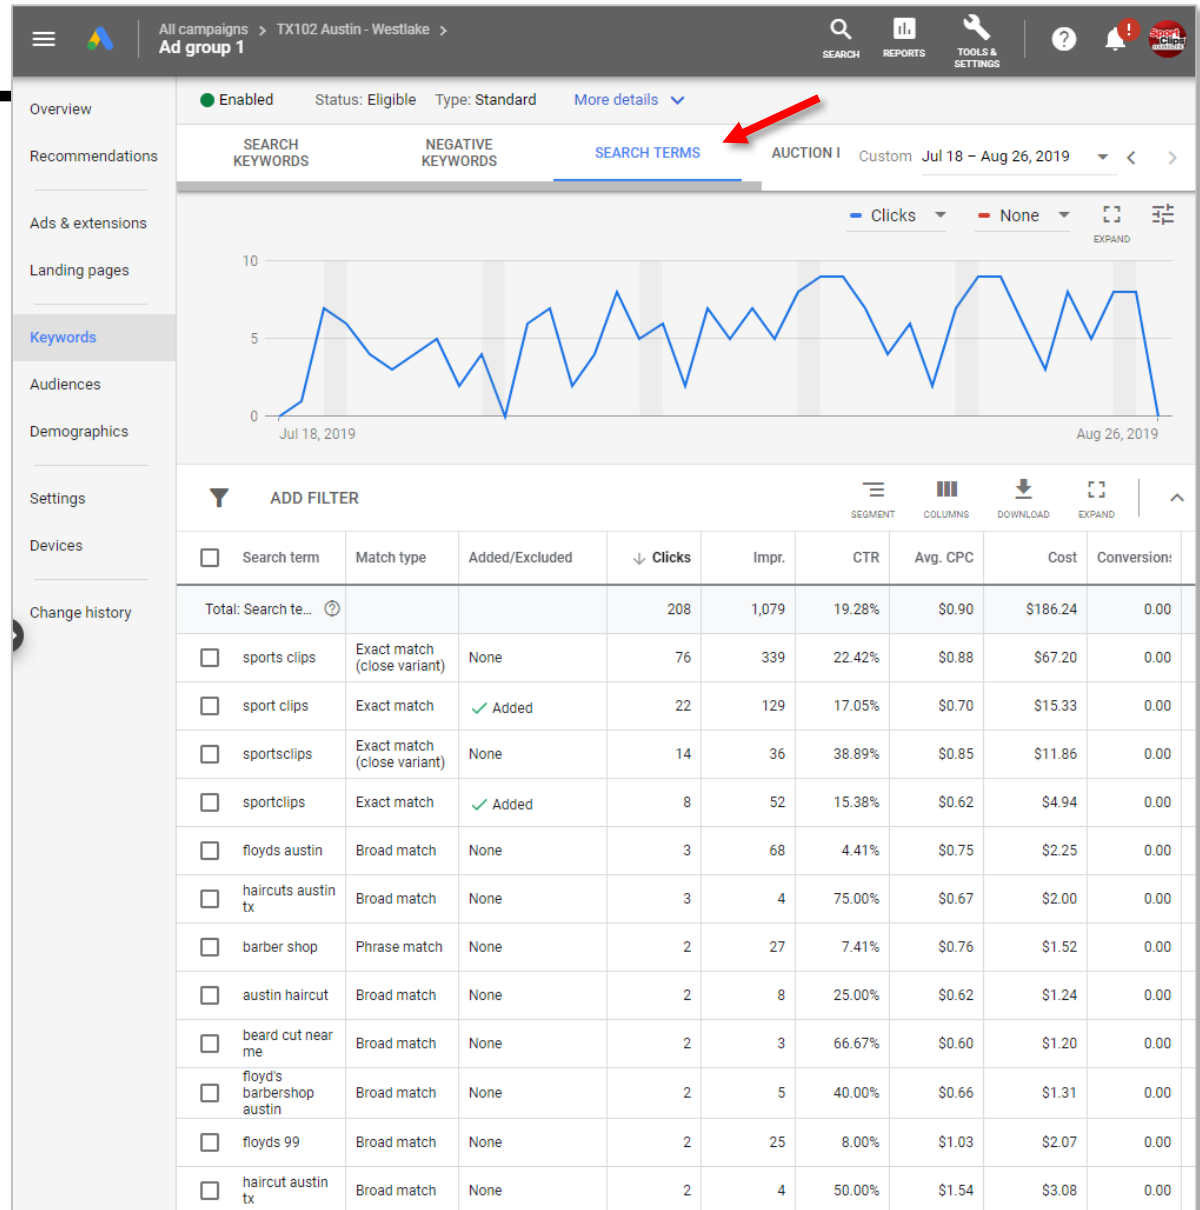 All campaigns > TX102 Austin - Westlake >
Ad group 1
SEARCH
REPORTS
TOOLS &
SETTINGS
?
!
Sport
Clips
HAIRCUTS
Overview
Recommendations
Ads & extensions
Landing pages
Keywords
Audiences
Demographics
Settings
Devices
Change history
Enabled Status: Eligible Type: Standard More details
SEARCH
KEYWORDS
NEGATIVE
KEYWORDS
SEARCH TERMS
AUCTION I
Custom Jul 18 – Aug 26, 2019
Clicks None
EXPAND
10
5
0
Jul 18, 2019 Aug 26, 2019
ADD FILTER
SEGMENT COLUMNS DOWNLOAD EXPAND
Search term Match type Added/Excluded ↓ Clicks Impr. CTR Avg. CPC Cost Conversions
Total: Search te... ? 208 1,079 19.28% $0.90 $186.24 0.00
sports clips Exact match (close variant) None 76 339 22.42% $0.88 $67.20 0.00
sport clips Exact match ✓ Added 22 129 17.05% $0.70 $15.33 0.00
sportsclips Exact match (close variant) None 14 36 38.89% $0.85 $11.86 0.00
sportclips Exact match ✓ Added 8 52 15.38% $0.62 $4.94 0.00
floyds austin Broad match None 3 68 4.41% $0.75 $2.25 0.00
haircuts austin tx Broad match None 3 4 75.00% $0.67 $2.00 0.00
barber shop Phrase match None 2 27 7.41% $0.76 $1.52 0.00
austin haircut Broad match None 2 8 25.00% $0.62 $1.24 0.00
beard cut near me Broad match None 2 3 66.67% $0.60 $1.20 0.00
floyd's barbershop austin Broad match None 2 5 40.00% $0.66 $1.31 0.00
floyds 99 Broad match None 2 25 8.00% $1.03 $2.07 0.00
haircut austin tx Broad match None 2 4 50.00% $1.54 $3.08 0.00